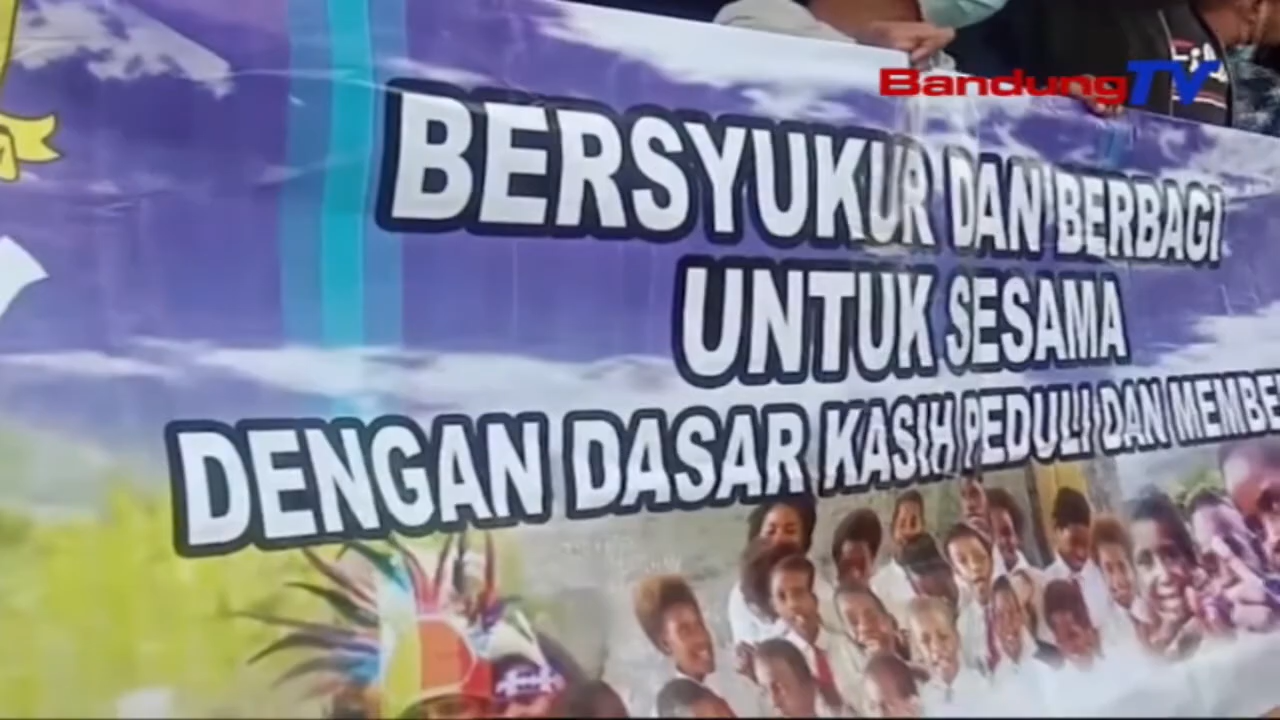 BandungTV
BERSYUKUR DAN BERBAGI
UNTUK SESAMA
DENGAN DASAR KASIH PEDULI DAN